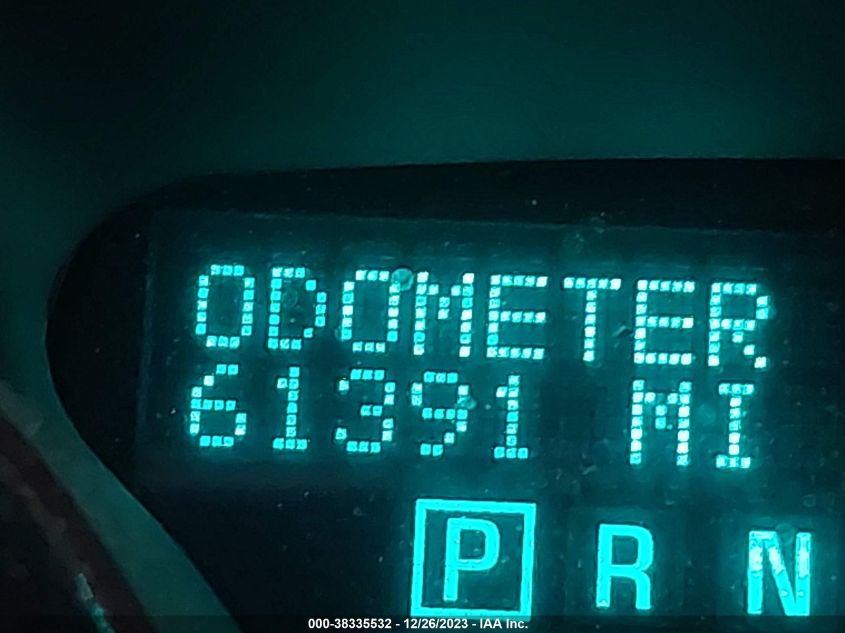 ODOMETER
61391 MI
P R N
000-38335532 - 12/26/2023 - IAA Inc.